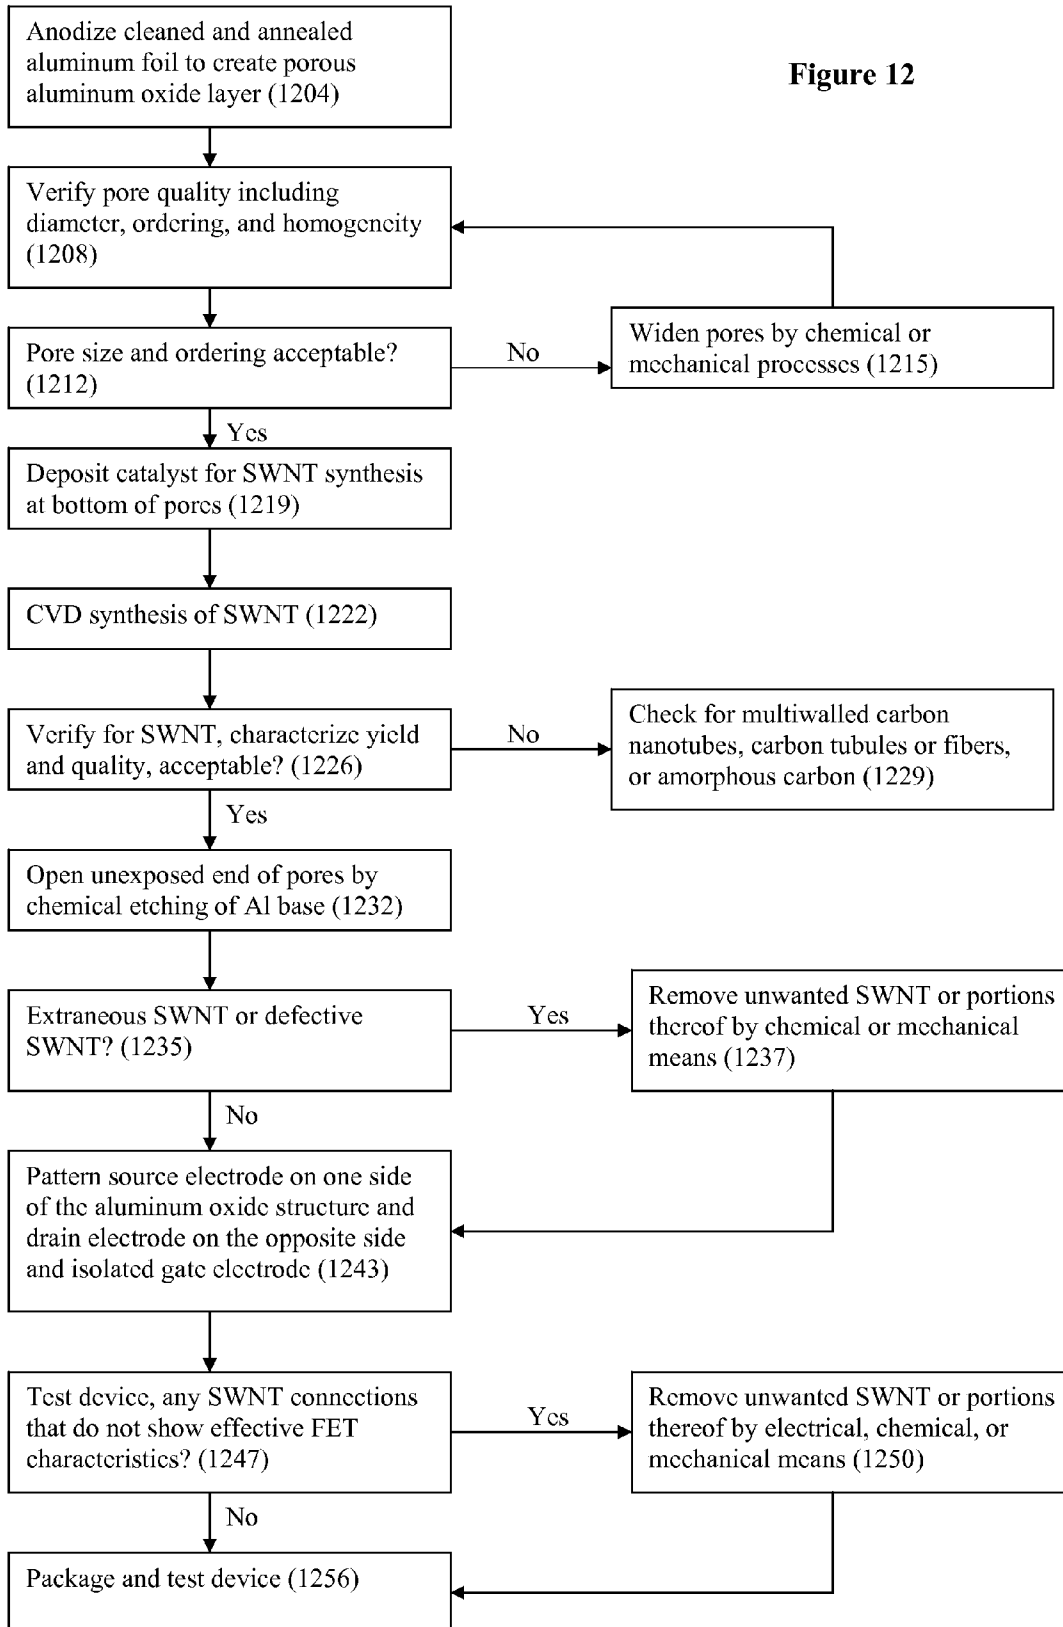 Anodize cleaned and annealed
aluminum foil to create porous
aluminum oxide layer (1204)
Figure 12
Verify pore quality including
diameter, ordering, and homogeneity
(1208)
Pore size and ordering acceptable?
(1212)
No
Widen pores by chemical or
mechanical processes (1215)
Yes
Deposit catalyst for SWNT synthesis
at bottom of pores (1219)
CVD synthesis of SWNT (1222)
Verify for SWNT, characterize yield
and quality, acceptable? (1226)
No
Check for multiwalled carbon
nanotubes, carbon tubules or fibers,
or amorphous carbon (1229)
Yes
Open unexposed end of pores by
chemical etching of Al base (1232)
Extraneous SWNT or defective
SWNT? (1235)
Yes
Remove unwanted SWNT or portions
thereof by chemical or mechanical
means (1237)
No
Pattern source electrode on one side
of the aluminum oxide structure and
drain electrode on the opposite side
and isolated gate electrode (1243)
Test device, any SWNT connections
that do not show effective FET
characteristics? (1247)
Yes
Remove unwanted SWNT or portions
thereof by electrical, chemical, or
mechanical means (1250)
No
Package and test device (1256)